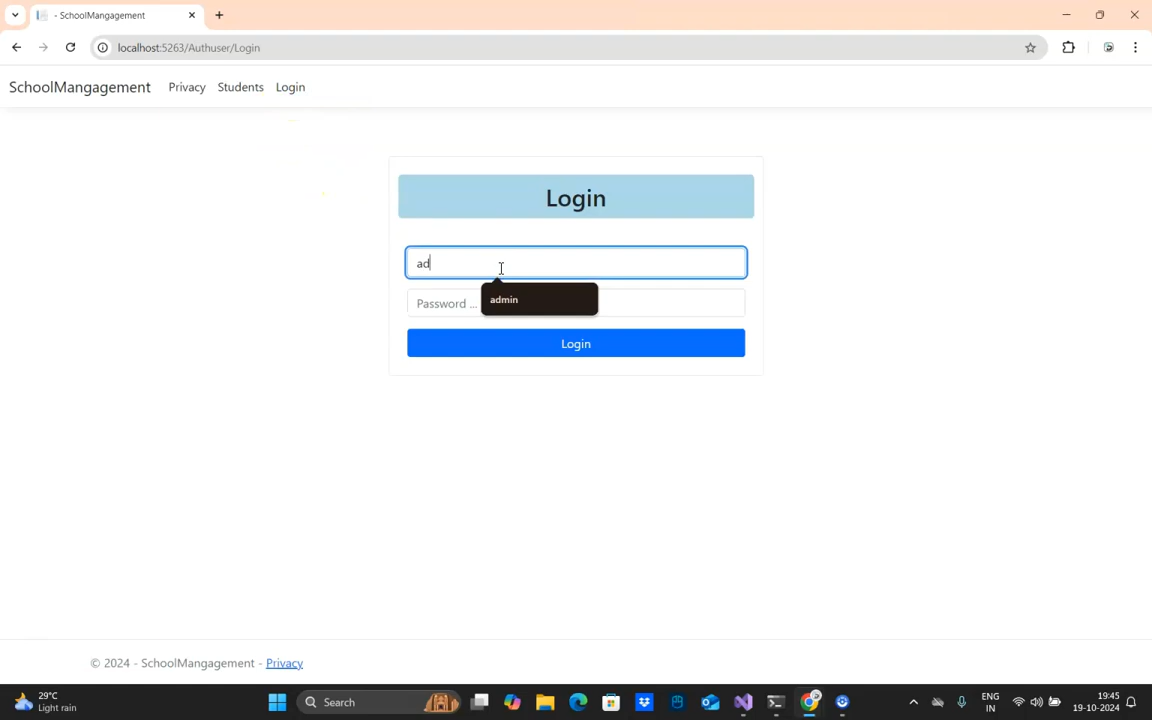 - SchoolMangagement
localhost:5263/Authuser/Login
SchoolMangagement Privacy Students Login
Login
ad
admin
Password ...
Login
© 2024 - SchoolMangagement - Privacy
29°C
Light rain
Search
ENG
IN
19:45
19-10-2024